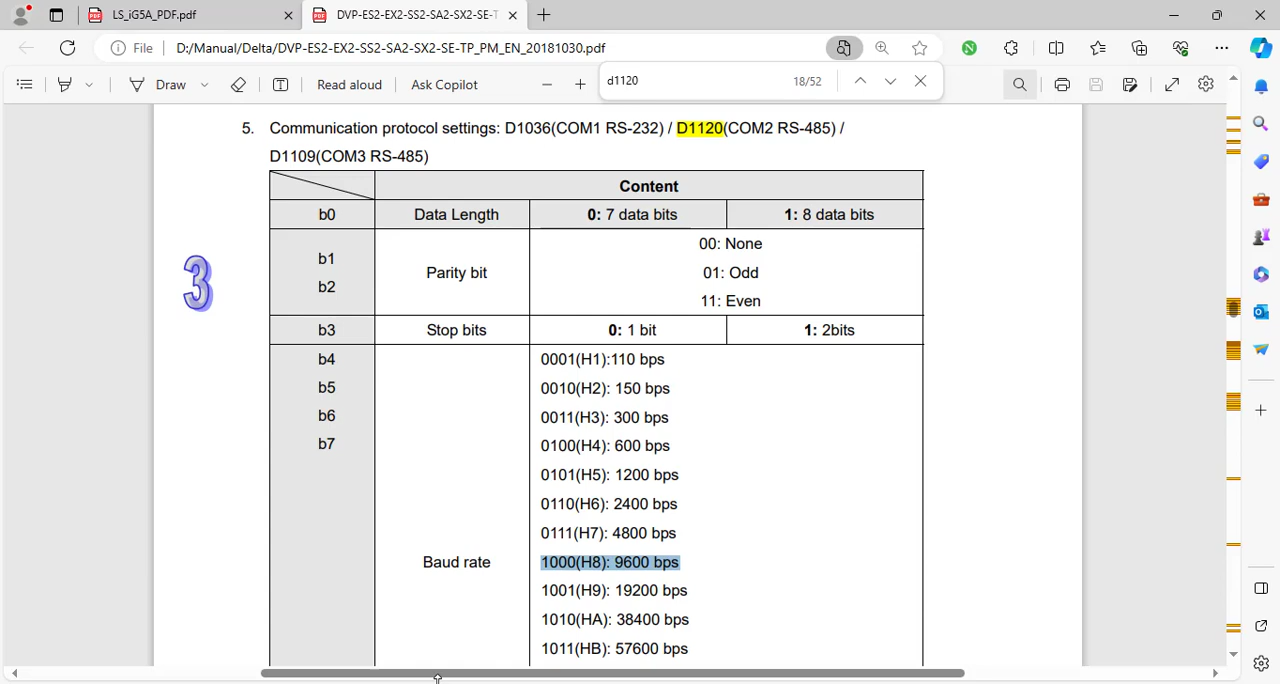 LS_iG5A_PDF.pdf
DVP-ES2-EX2-SS2-SA2-SX2-SE-T
File D:/Manual/Delta/DVP-ES2-EX2-SS2-SA2-SX2-SE-TP_PM_EN_20101030.pdf
Draw Read aloud Ask Copilot d1120 18/52
5. Communication protocol settings: D1036(COM1 RS-232) / D1120(COM2 RS-485) /
D1109(COM3 RS-485)
Content
b0 Data Length 0: 7 data bits 1: 8 data bits
b1
b2
Parity bit
00: None
01: Odd
11: Even
3
b3 Stop bits 0: 1 bit 1: 2bits
b4
b5
b6
b7
Baud rate
0001(H1):110 bps
0010(H2): 150 bps
0011(H3): 300 bps
0100(H4): 600 bps
0101(H5): 1200 bps
0110(H6): 2400 bps
0111(H7): 4800 bps
1000(H8): 9600 bps
1001(H9): 19200 bps
1010(HA): 38400 bps
1011(HB): 57600 bps